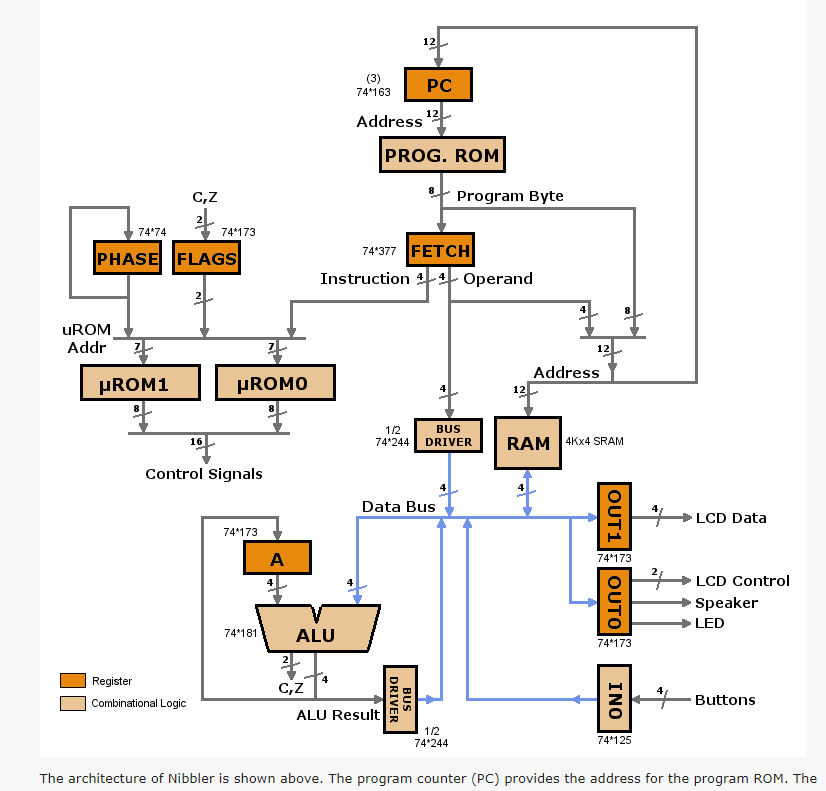 12
(3)
74*163
PC
Address
12
PROG. ROM
8
Program Byte
C,Z
2
74*74
74*173
PHASE
FLAGS
74*377
FETCH
Instruction
4
4
Operand
2
4
8
uROM
Addr
7
7
12
Address
µROM1
µROM0
12
8
8
4
1/2
74*244
BUS
DRIVER
RAM
4Kx4 SRAM
16
Control Signals
4
4
Data Bus
OUT1
4
LCD Data
74*173
74*173
A
4
4
OUT0
2
LCD Control
Speaker
LED
74*173
74*181
ALU
2
4
C,Z
Register
Combinational Logic
ALU Result
BUS
DRIVER
1/2
74*244
IN0
4
Buttons
74*125
The architecture of Nibbler is shown above. The program counter (PC) provides the address for the program ROM. The